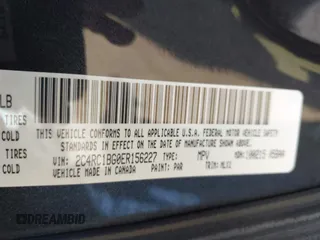 LB
TIRES
COLD
TIRES
COLD
THIS VEHICLE CONFORMS TO ALL APPLICABLE U.S.A. FEDERAL MOTOR VEHICLE
SAFETY STANDARDS IN EFFECT ON THE DATE OF MANUFACTURE SHOWN ABOVE.
VIN: 2C4RC1BG0ER156227 TYPE: MPV
VEHICLE MADE IN CANADA PAINT: PAR TRIM:
DREAMBID